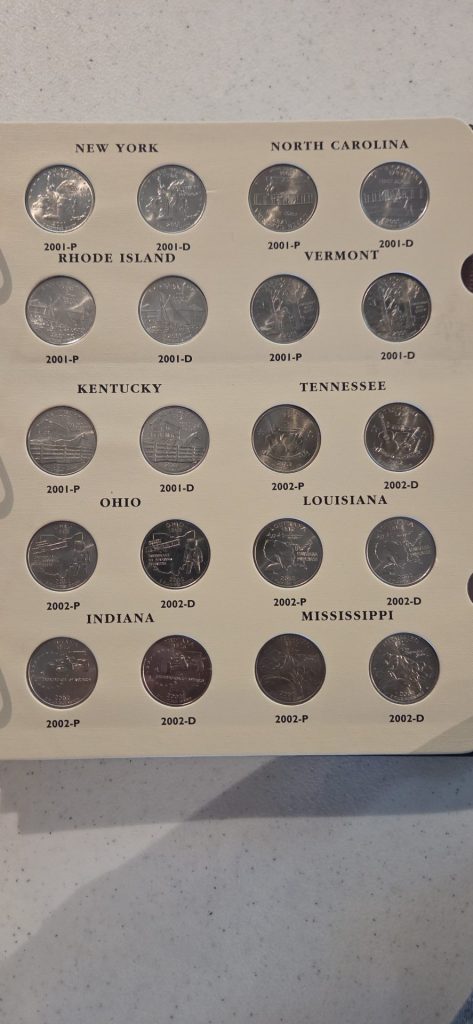 NEW YORK NORTH CAROLINA
2001-P 2001-D 2001-P 2001-D
RHODE ISLAND VERMONT
2001-P 2001-D 2001-P 2001-D
KENTUCKY TENNESSEE
2001-P 2001-D 2002-P 2002-D
OHIO LOUISIANA
2002-P 2002-D 2002-P 2002-D
INDIANA MISSISSIPPI
2002-P 2002-D 2002-P 2002-D